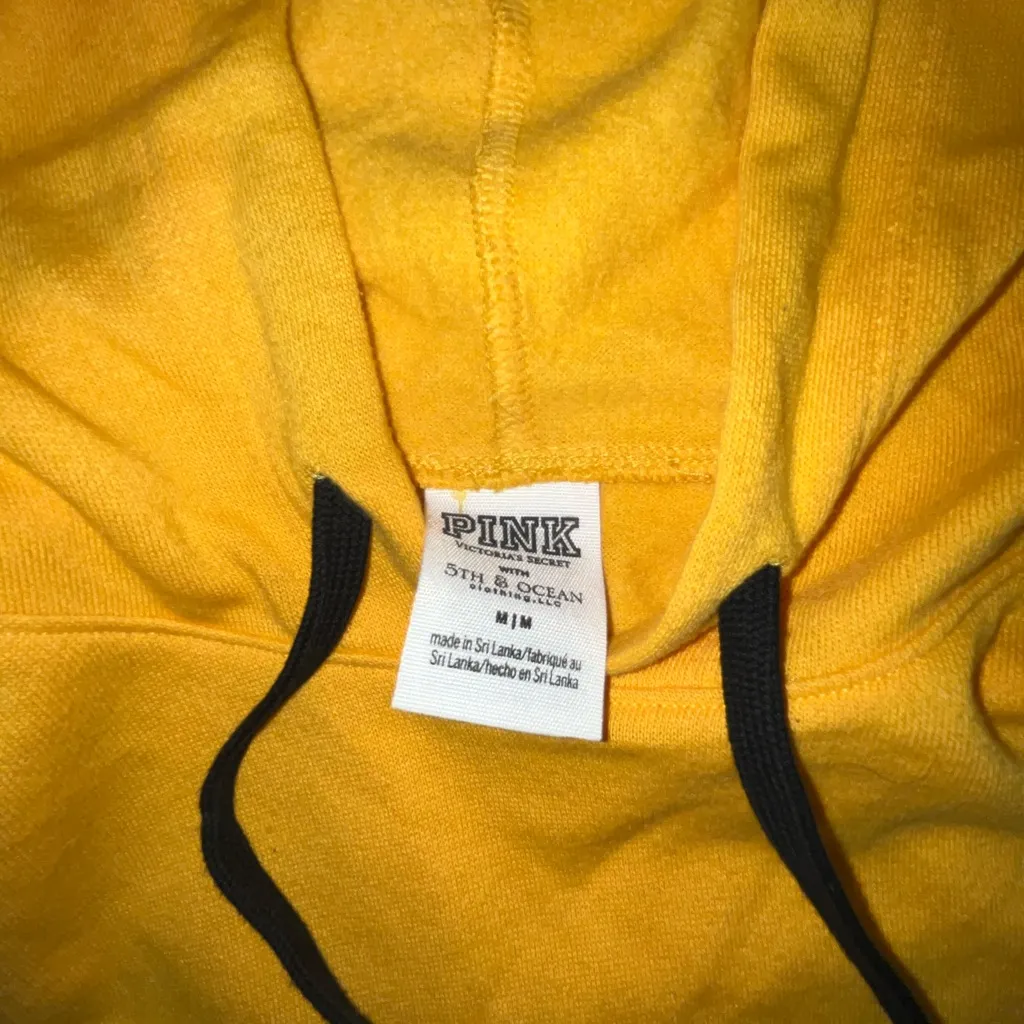 PINK
VICTORIA'S SECRET
WITH
5TH & OCEAN
clothing.LLC
M|M
made in Sri Lanka/fabriqué au
Sri Lanka/hecho en Sri Lanka